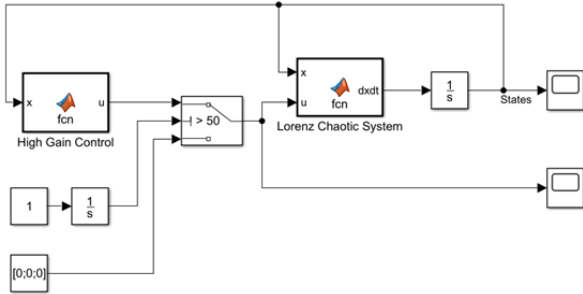 x
u
fcn
High Gain Control
> 50
x
u
dxdt
fcn
Lorenz Chaotic System
1
s
States
1
1
s
[0;0;0]